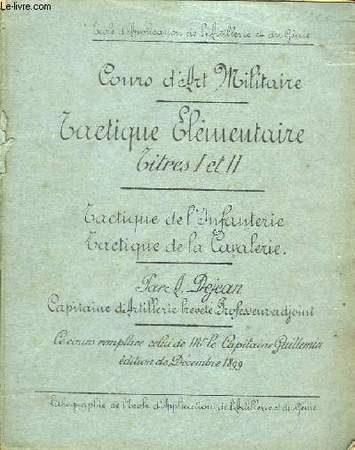 Ecole d'Application de l'Artillerie et du Génie
Cours d'Art Militaire
Tactique Elémentaire
Titres I et II
Tactique de l'Infanterie
Tactique de la Cavalerie.
Par Dejean
Capitaine d'Artillerie breveté Professeur adjoint
Ce cours remplace celui de Mr le Capitaine Guillemin
édition de Décembre 1899
Lithographie de l'Ecole d'Application de l'Artillerie et du Génie